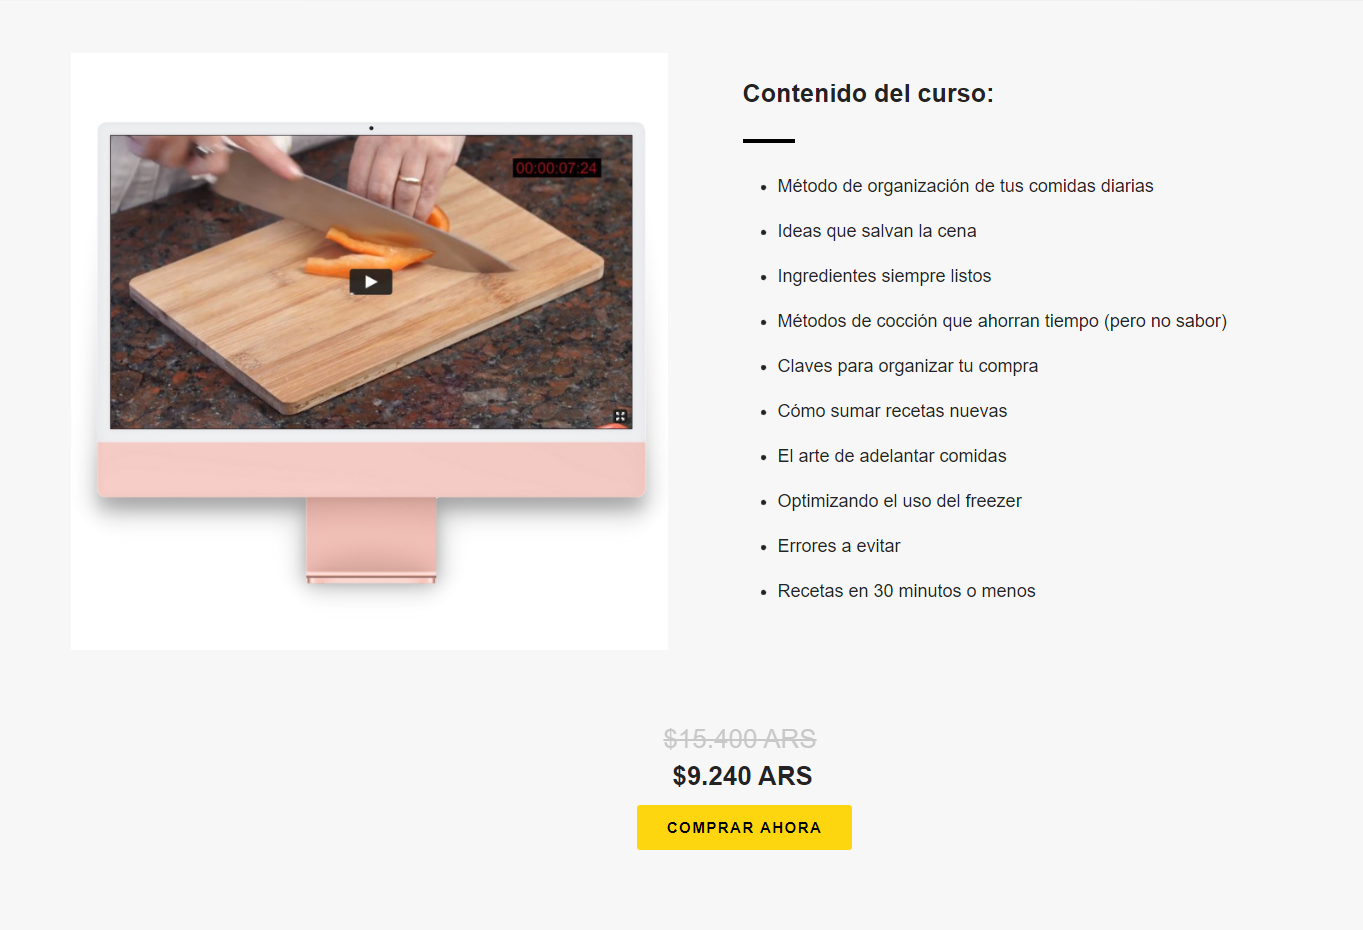 00:00:07:24
Contenido del curso:
Método de organización de tus comidas diarias
Ideas que salvan la cena
Ingredientes siempre listos
Métodos de cocción que ahorran tiempo (pero no sabor)
Claves para organizar tu compra
Cómo sumar recetas nuevas
El arte de adelantar comidas
Optimizando el uso del freezer
Errores a evitar
Recetas en 30 minutos o menos
$15.400 ARS
$9.240 ARS
COMPRAR AHORA